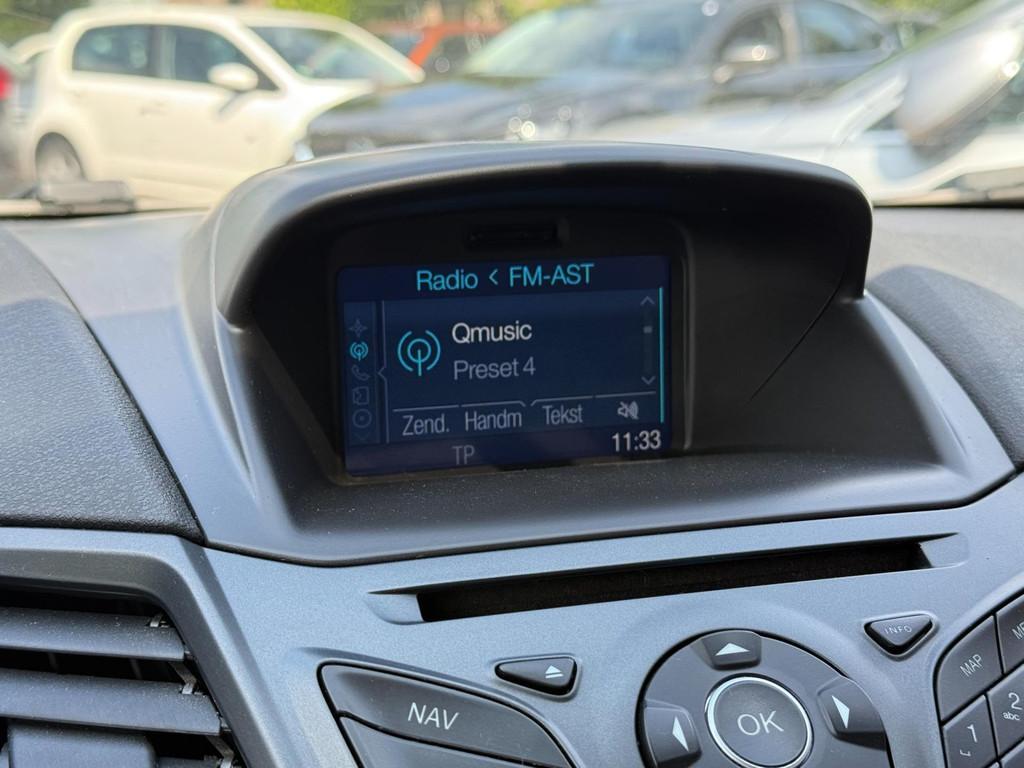 Radio < FM-AST
Qmusic
Preset 4
Zend. Handm Tekst
TP 11:33
INFO
MAP
NAV
OK
1
2
abc